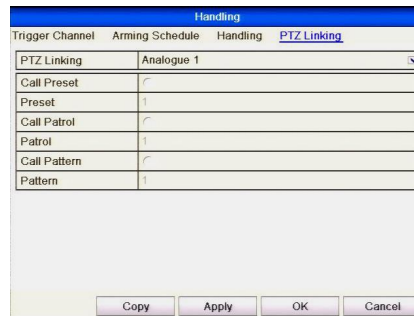 Handling
Trigger Channel Arming Schedule Handling PTZ Linking
PTZ Linking Analogue 1
Call Preset
Preset 1
Call Patrol
Patrol 1
Call Pattern
Pattern 1
Copy Apply OK Cancel